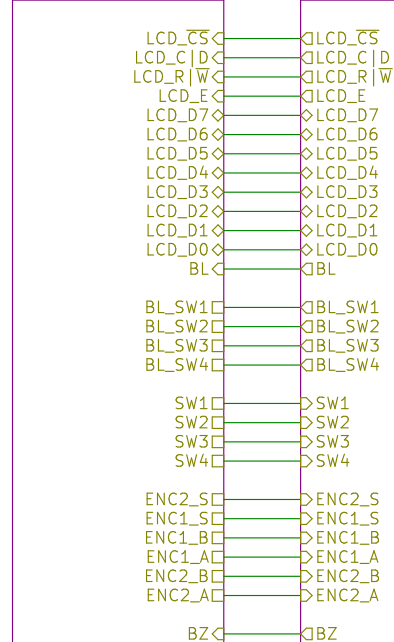 LCD_C̅S̅ LCD_C̅S̅
LCD_C|D LCD_C|D
LCD_R|W̅ LCD_R|W̅
LCD_E LCD_E
LCD_D7 LCD_D7
LCD_D6 LCD_D6
LCD_D5 LCD_D5
LCD_D4 LCD_D4
LCD_D3 LCD_D3
LCD_D2 LCD_D2
LCD_D1 LCD_D1
LCD_D0 LCD_D0
BL BL
BL_SW1 BL_SW1
BL_SW2 BL_SW2
BL_SW3 BL_SW3
BL_SW4 BL_SW4
SW1 SW1
SW2 SW2
SW3 SW3
SW4 SW4
ENC2_S ENC2_S
ENC1_S ENC1_S
ENC1_B ENC1_B
ENC1_A ENC1_A
ENC2_B ENC2_B
ENC2_A ENC2_A
BZ BZ